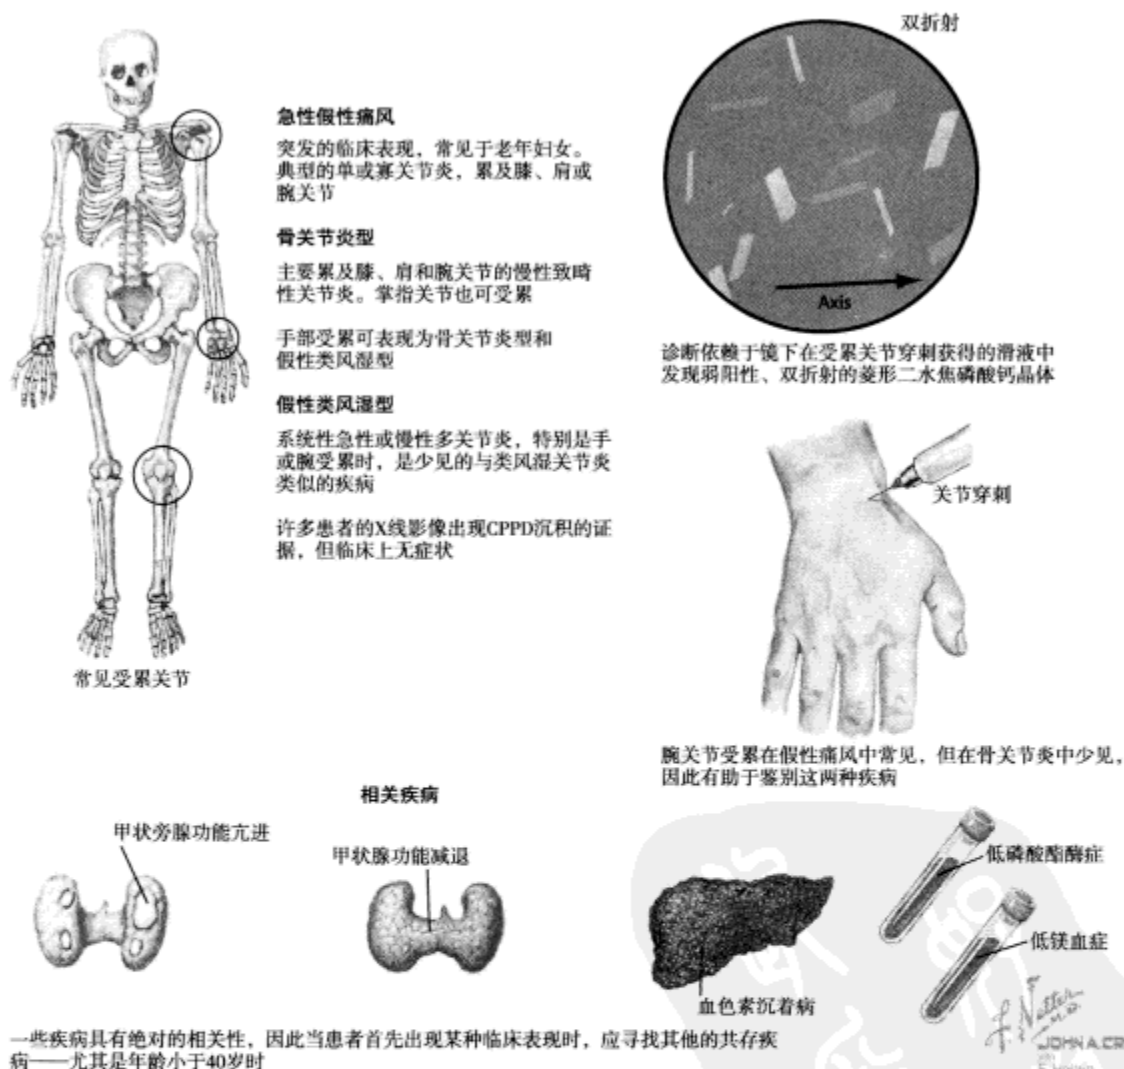 双折射
急性假性痛风
突发的临床表现，常见于老年妇女。
典型的单或寡关节炎，累及膝、肩或
腕关节
骨关节炎型
主要累及膝、肩和腕关节的慢性致畸
性关节炎。掌指关节也可受累
手部受累可表现为骨关节炎型和
假性类风湿型
假性类风湿型
系统性急性或慢性多关节炎，特别是手
或腕受累时，是少见的与类风湿关节炎
类似的疾病
许多患者的X线影像出现CPPD沉积的证
据，但临床上无症状
常见受累关节
Axis
诊断依赖于镜下在受累关节穿刺获得的滑液中
发现弱阳性、双折射的菱形二水焦磷酸钙晶体
关节穿刺
腕关节受累在假性痛风中常见，但在骨关节炎中少见，
因此有助于鉴别这两种疾病
相关疾病
甲状旁腺功能亢进
甲状腺功能减退
血色素沉着病
低磷酸酯酶症
低镁血症
一些疾病具有绝对的相关性，因此当患者首先出现某种临床表现时，应寻找其他的共存疾
病——尤其是年龄小于40岁时
F. Netter
M.D.
JOHN A.CR